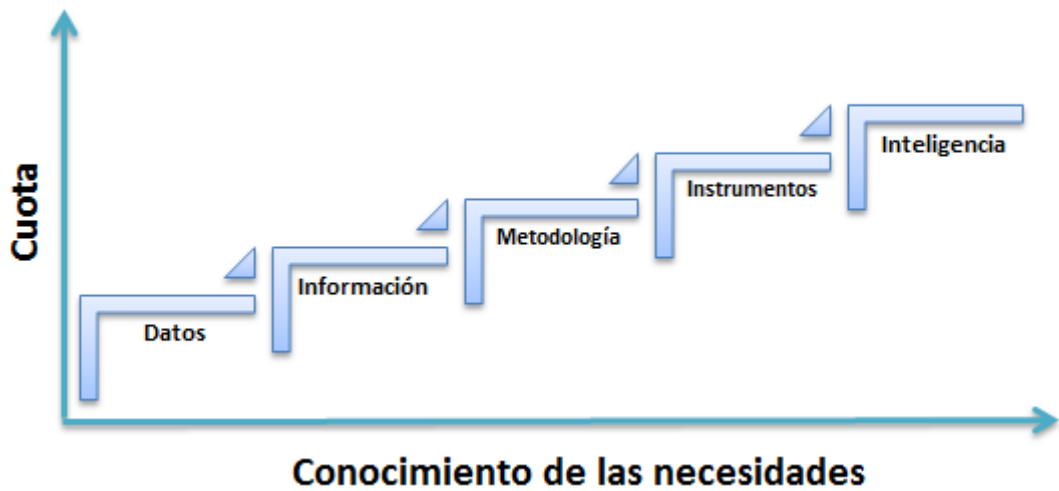 Cuota
Inteligencia
Instrumentos
Metodología
Información
Datos
Conocimiento de las necesidades